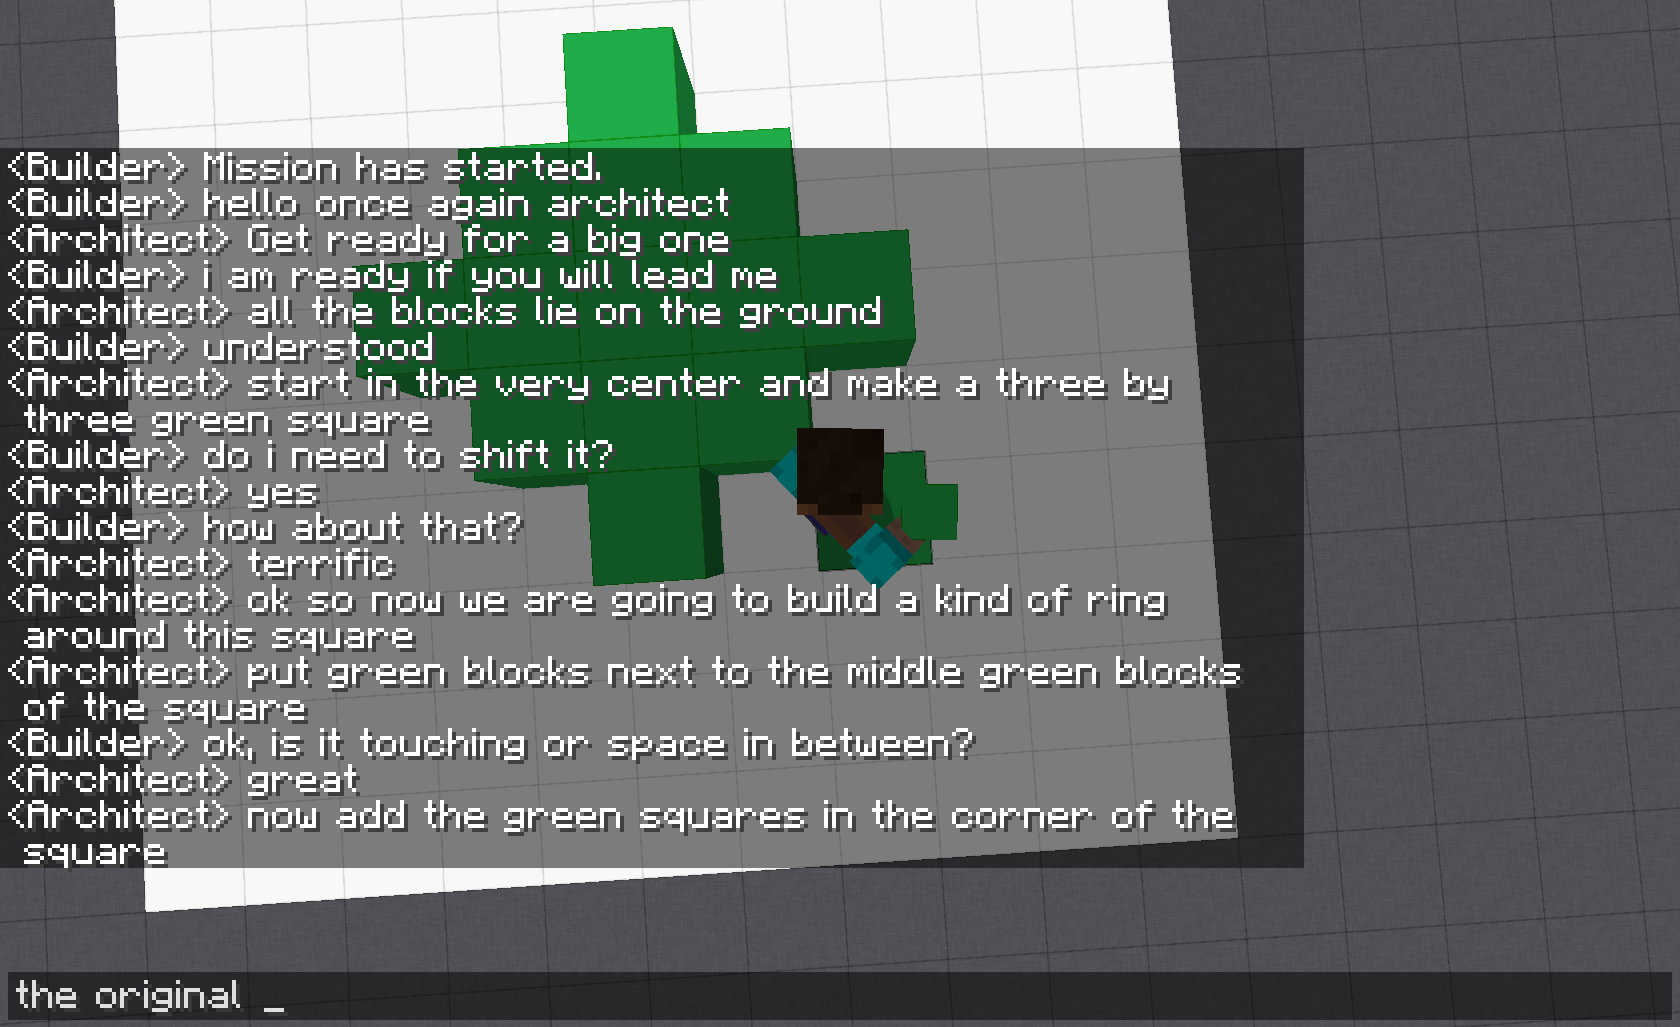 <Builder> Mission has started.
<Builder> hello once again architect
<Architect> Get ready for a big one
<Builder> i am ready if you will lead me
<Architect> all the blocks lie on the ground
<Builder> understood
<Architect> start in the very center and make a three by
three green square
<Builder> do i need to shift it?
<Architect> yes
<Builder> how about that?
<Architect> terrific
<Architect> ok so now we are going to build a kind of ring
around this square
<Architect> put green blocks next to the middle green blocks
of the square
<Builder> ok, is it touching or space in between?
<Architect> great
<Architect> now add the green squares in the corner of the
square
the original _